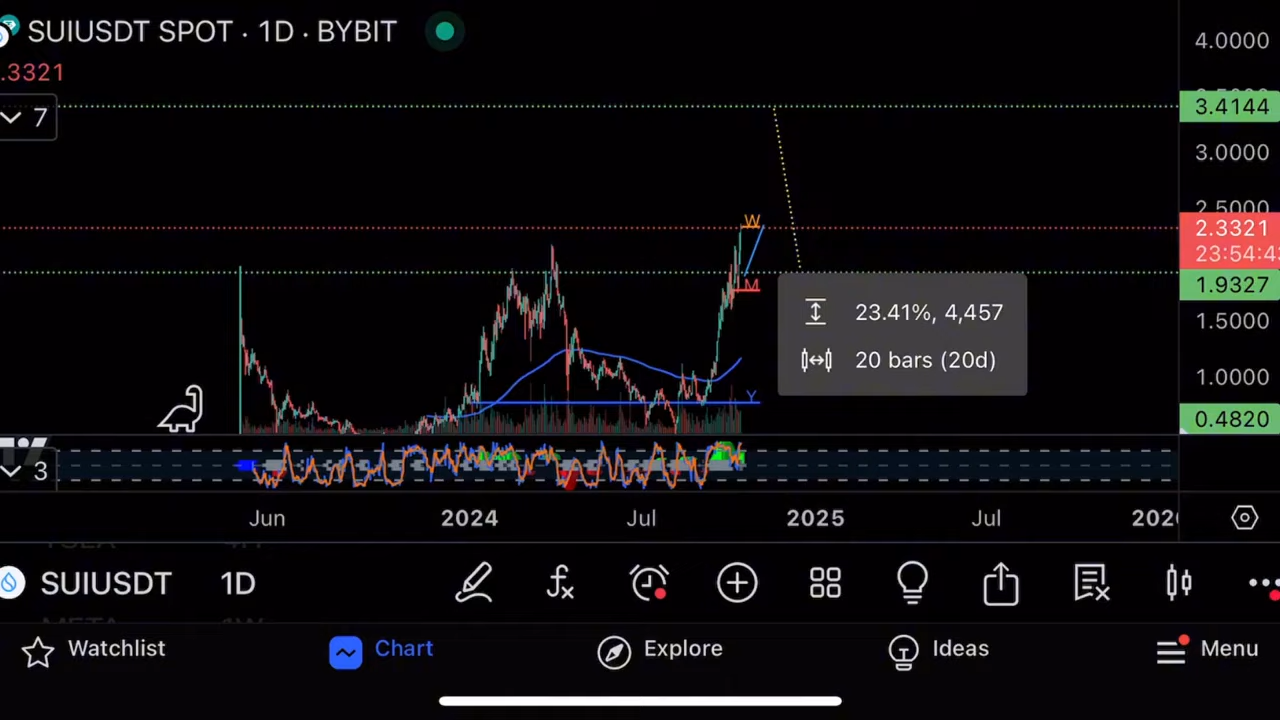 SUIUSDT SPOT · 1D · BYBIT
.3321
7
4.0000
3.4144
3.0000
2.5000
2.3321
23:54:4
1.9327
1.5000
1.0000
0.4820
W
M
Y
23.41%, 4,457
20 bars (20d)
3
Jun
2024
Jul
2025
Jul
202
SUIUSDT
1D
Watchlist
Chart
Explore
Ideas
Menu